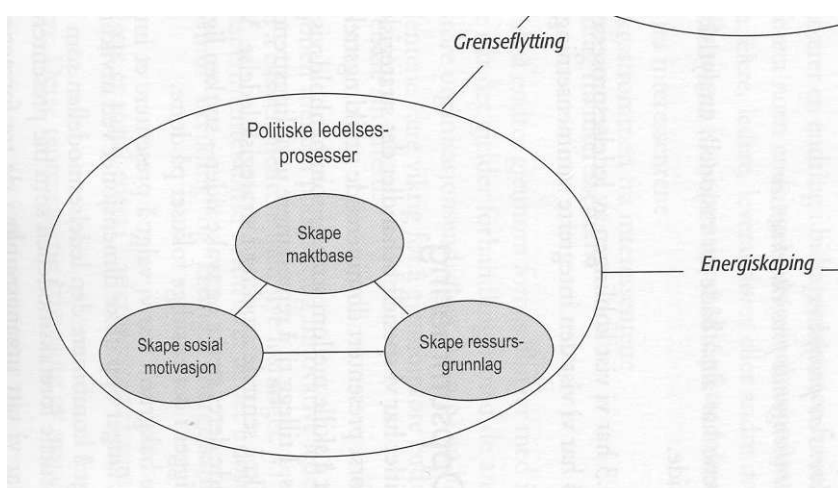 Grenseflytting
Politiske ledelses-
prosesser
Skape
maktbase
Energiskaping
Skape sosial
motivasjon
Skape ressurs-
grunnlag